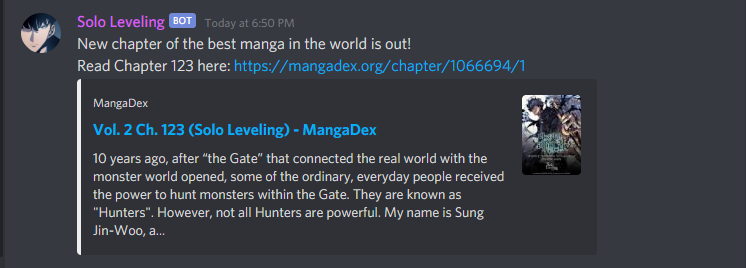 Solo Leveling BOT Today at 6:50 PM
New chapter of the best manga in the world is out!
Read Chapter 123 here: https://mangadex.org/chapter/1066694/1
MangaDex
Vol. 2 Ch. 123 (Solo Leveling) - MangaDex
10 years ago, after “the Gate” that connected the real world with the
monster world opened, some of the ordinary, everyday people received
the power to hunt monsters within the Gate. They are known as
"Hunters". However, not all Hunters are powerful. My name is Sung
Jin-Woo, a...